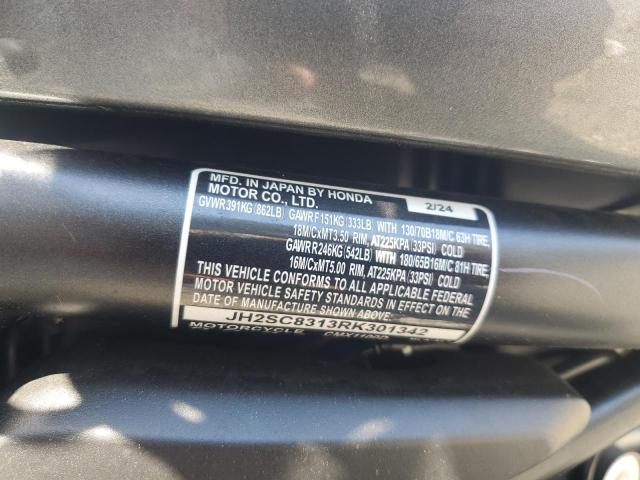 MFD. IN JAPAN BY HONDA
MOTOR CO., LTD. 2/24
GVWR391KG(862LB) GAWR F151KG(333LB) WITH 130/70B18M/C 63H TIRE,
18M/CxMT3.50 RIM, AT225KPA(33PSI) COLD
GAWR R246KG(542LB) WITH 180/65B16M/C 81H TIRE,
16M/CxMT5.00 RIM, AT225KPA(33PSI) COLD
THIS VEHICLE CONFORMS TO ALL APPLICABLE FEDERAL
MOTOR VEHICLE SAFETY STANDARDS IN EFFECT ON THE
DATE OF MANUFACTURE SHOWN ABOVE.
JH2SC8313RK301342
MOTORCYCLE